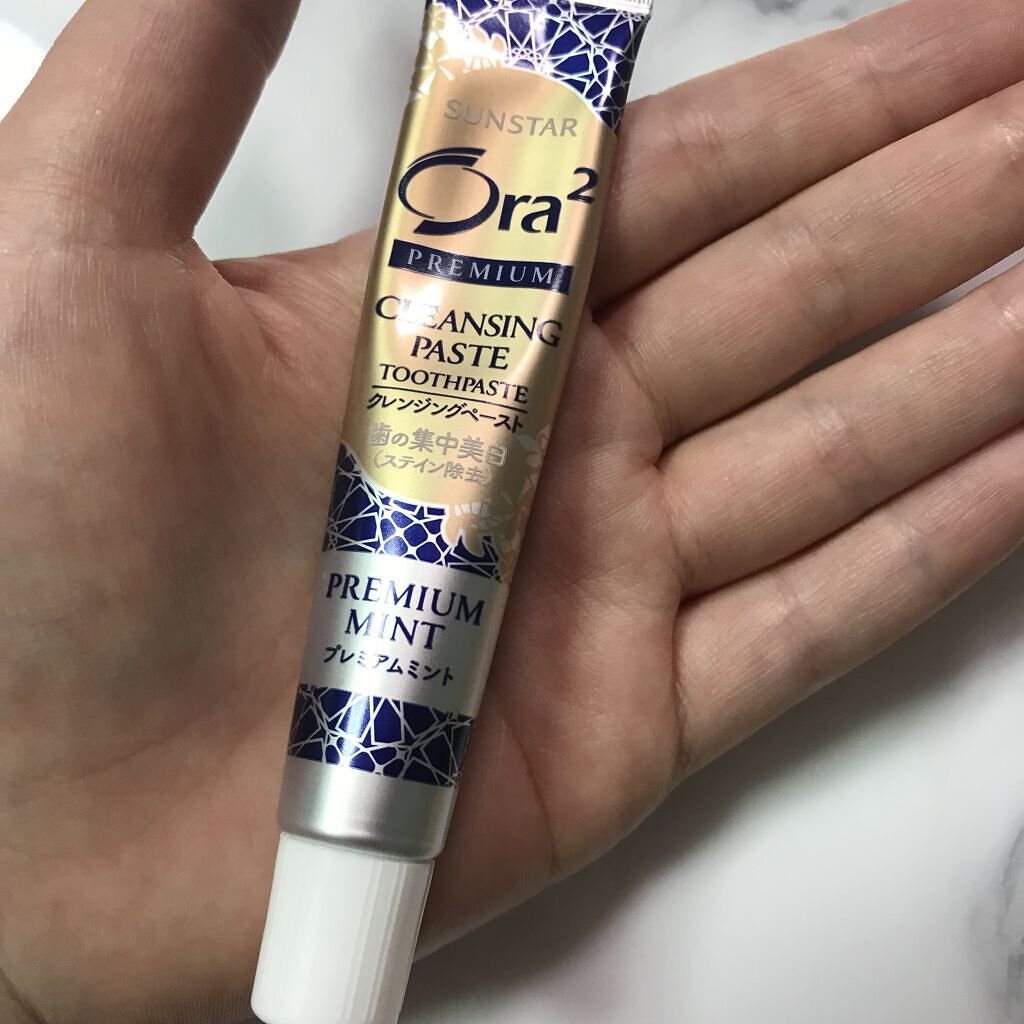 SUNSTAR
Ora²
PREMIUM
CLEANSING
PASTE
TOOTHPASTE
クレンジングペースト
歯の集中美白
(ステイン除去)
PREMIUM
MINT
プレミアムミント